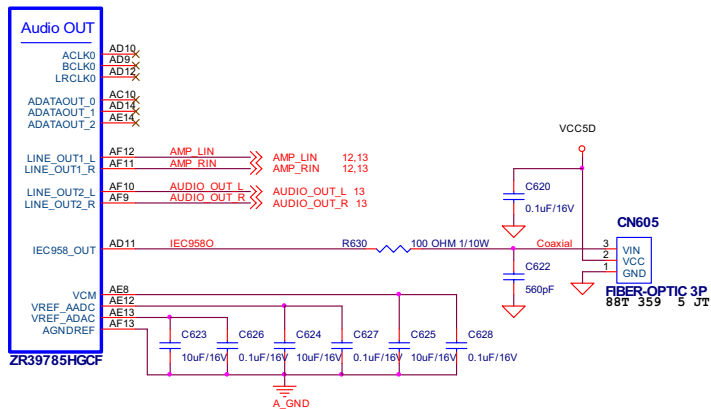 Audio OUT
ACLK0 AD10
BCLK0 AD9
LRCLK0 AD12
ADATAOUT_0 AC10
ADATAOUT_1 AD14
ADATAOUT_2 AE14
VCC5D
LINE_OUT1_L AF12 AMP_LIN AMP_LIN 12,13
LINE_OUT1_R AF11 AMP_RIN AMP_RIN 12,13
LINE_OUT2_L AF10 AUDIO_OUT_L AUDIO_OUT_L 13
LINE_OUT2_R AF9 AUDIO_OUT_R AUDIO_OUT_R 13
C620
0.1uF/16V
CN605
IEC958_OUT AD11 IEC958O R630 100 OHM 1/10W Coaxial 3 VIN
2 VCC
1 GND
C622
560pF
FIBER-OPTIC 3P
88T 359 5 JT
VCM AE8
VREF_AADC AE12
VREF_ADAC AE13
AGNDREF AF13
C623 C626 C624 C627 C625 C628
10uF/16V 0.1uF/16V 10uF/16V 0.1uF/16V 10uF/16V 0.1uF/16V
ZR39785HGCF
A_GND